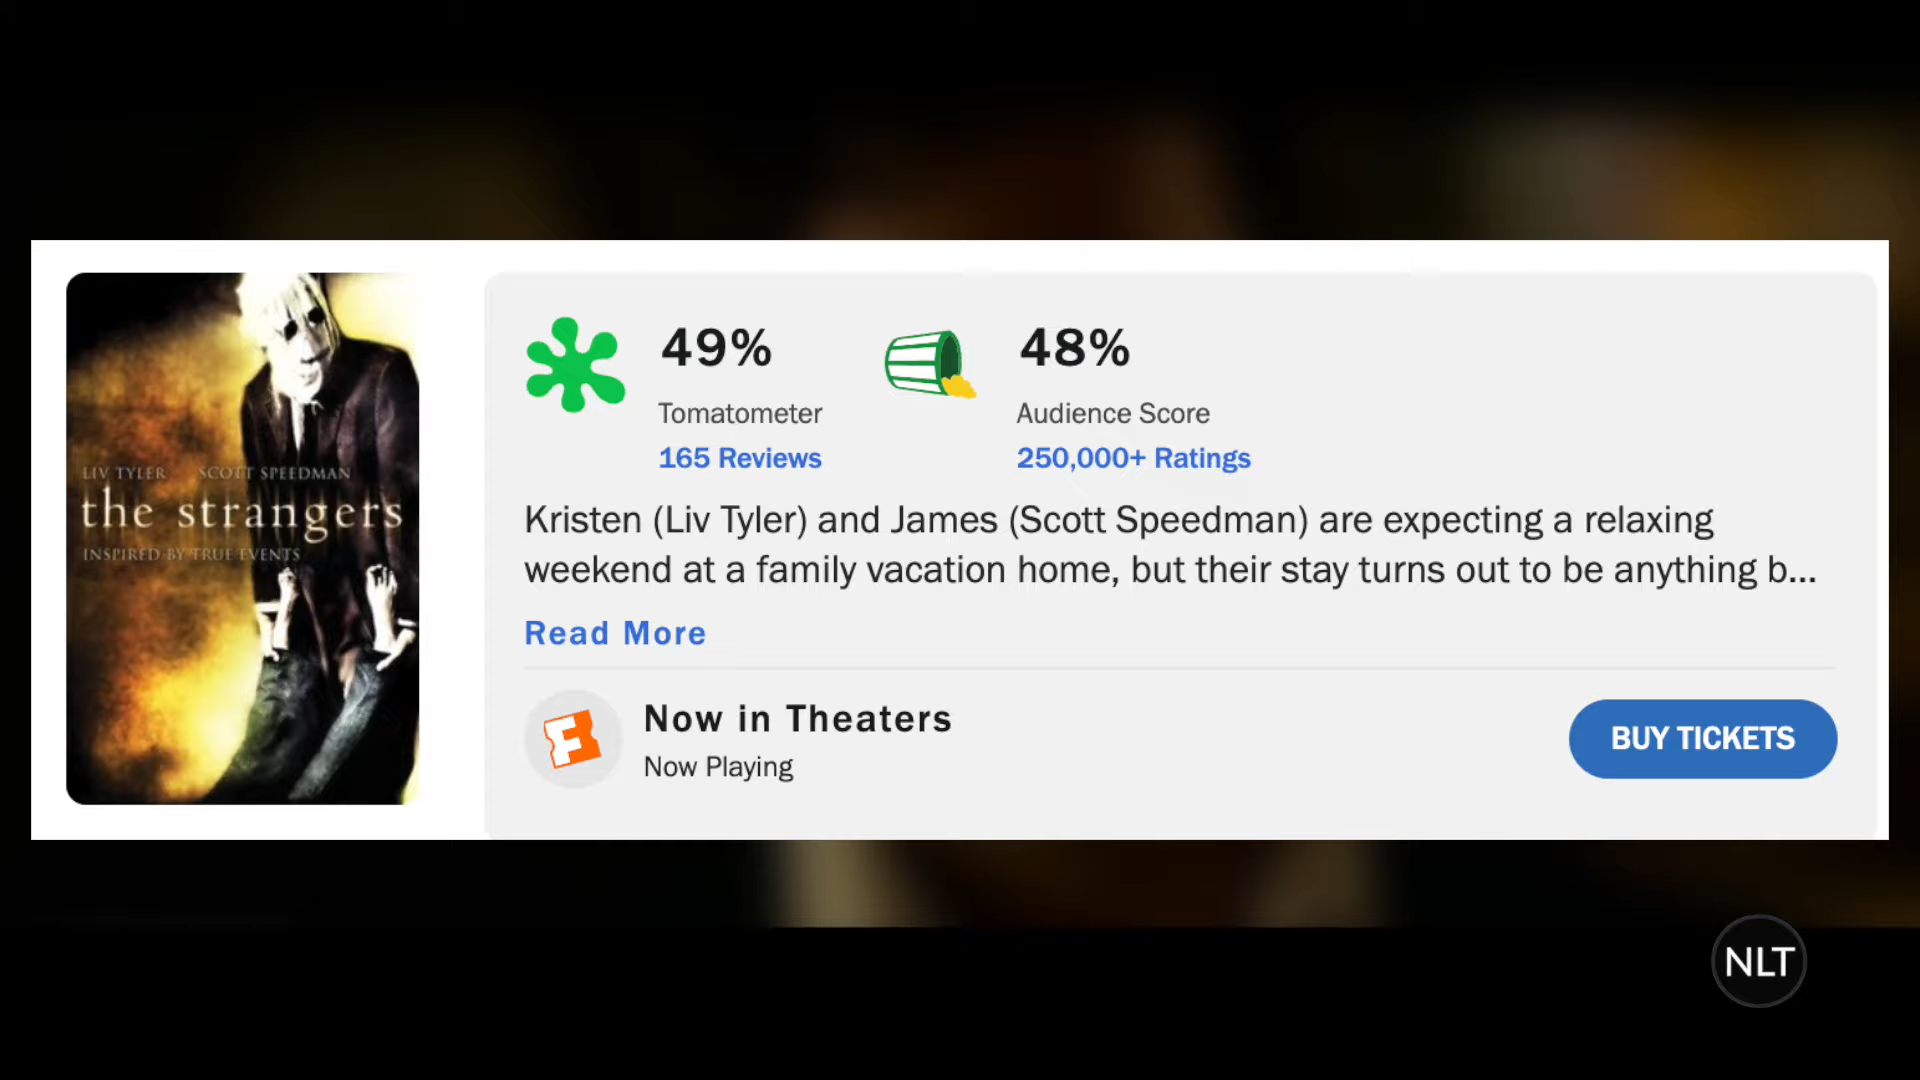 LIV TYLER SCOTT SPEEDMAN
the strangers
INSPIRED BY TRUE EVENTS
49%
Tomatometer
165 Reviews
48%
Audience Score
250,000+ Ratings
Kristen (Liv Tyler) and James (Scott Speedman) are expecting a relaxing
weekend at a family vacation home, but their stay turns out to be anything b...
Read More
Now in Theaters
Now Playing
BUY TICKETS
NLT